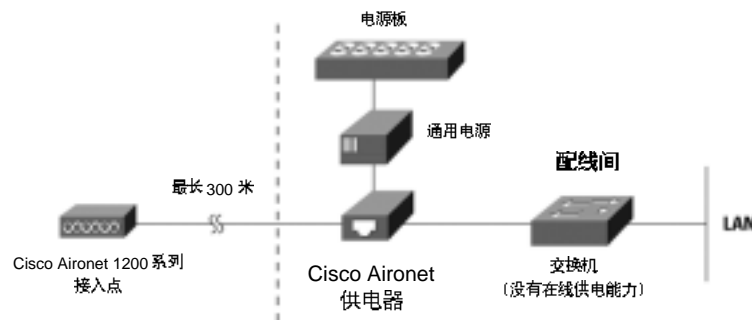 电源板
通用电源
配线间
最长 300 米
LAN
Cisco Aironet 1200 系列
接入点
Cisco Aironet
供电器
交换机
（没有在线供电能力）